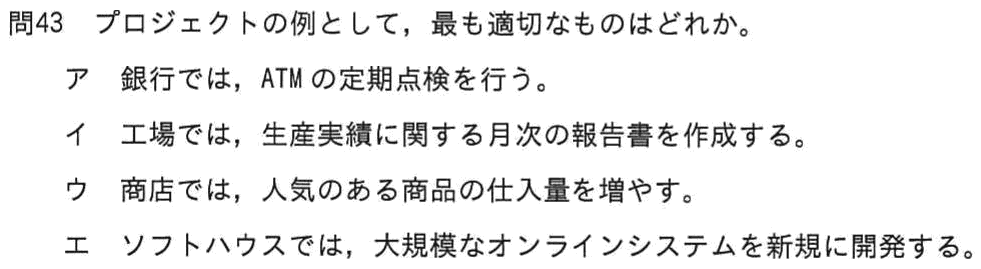 問43　プロジェクトの例として，最も適切なものはどれか。
ア　銀行では，ATM の定期点検を行う。
イ　工場では，生産実績に関する月次の報告書を作成する。
ウ　商店では，人気のある商品の仕入量を増やす。
エ　ソフトハウスでは，大規模なオンラインシステムを新規に開発する。